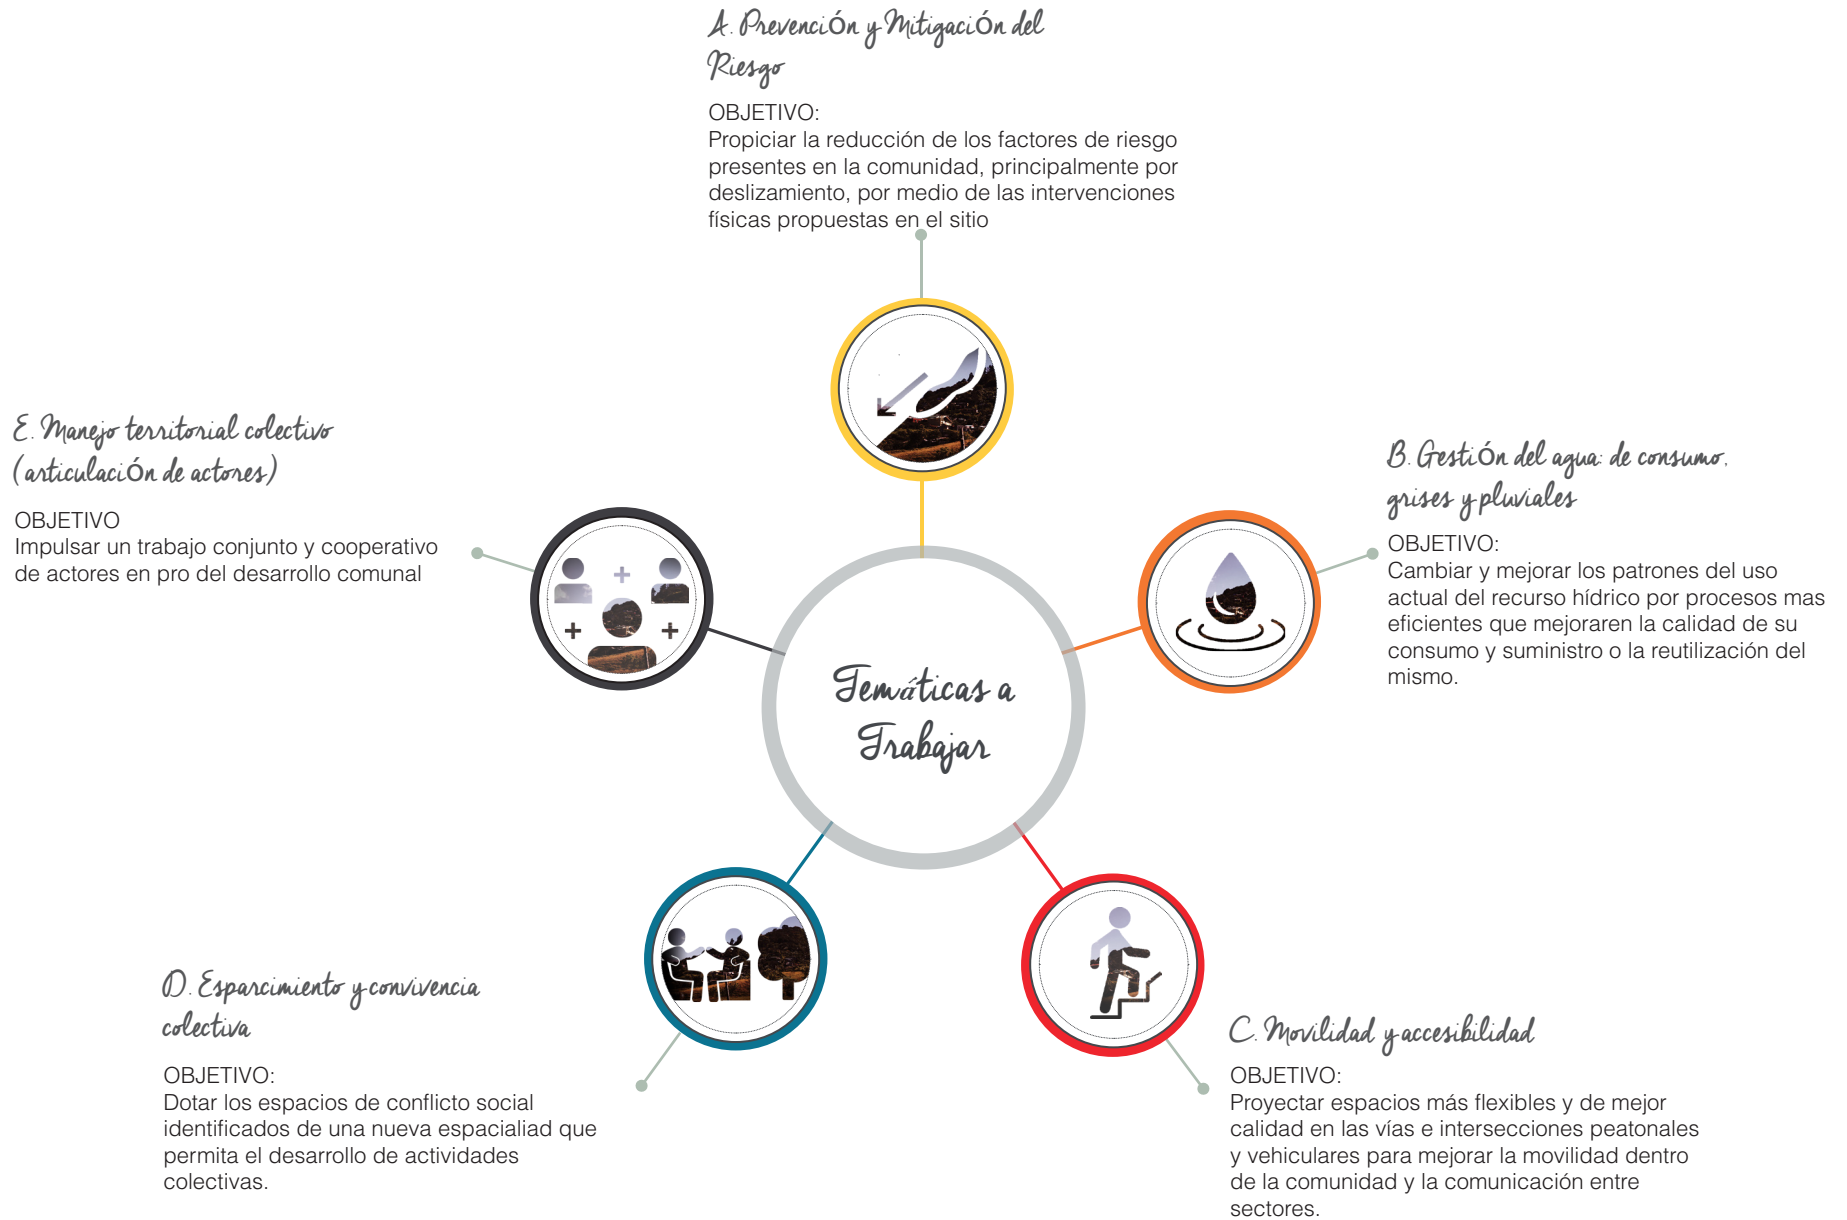 A. Prevención y Mitigación del
Riesgo
OBJETIVO:
Propiciar la reducción de los factores de riesgo
presentes en la comunidad, principalmente por
deslizamiento, por medio de las intervenciones
físicas propuestas en el sitio
B. Gestión del agua: de consumo,
grises y pluviales
OBJETIVO:
Cambiar y mejorar los patrones del uso
actual del recurso hídrico por procesos mas
eficientes que mejoraren la calidad de su
consumo y suministro o la reutilización del
mismo.
C. Movilidad y accesibilidad
OBJETIVO:
Proyectar espacios más flexibles y de mejor
calidad en las vías e intersecciones peatonales
y vehiculares para mejorar la movilidad dentro
de la comunidad y la comunicación entre
sectores.
D. Esparcimiento y convivencia
colectiva
OBJETIVO:
Dotar los espacios de conflicto social
identificados de una nueva espacialiad que
permita el desarrollo de actividades
colectivas.
E. Manejo territorial colectivo
(articulación de actores)
OBJETIVO
Impulsar un trabajo conjunto y cooperativo
de actores en pro del desarrollo comunal
Temáticas a
Trabajar